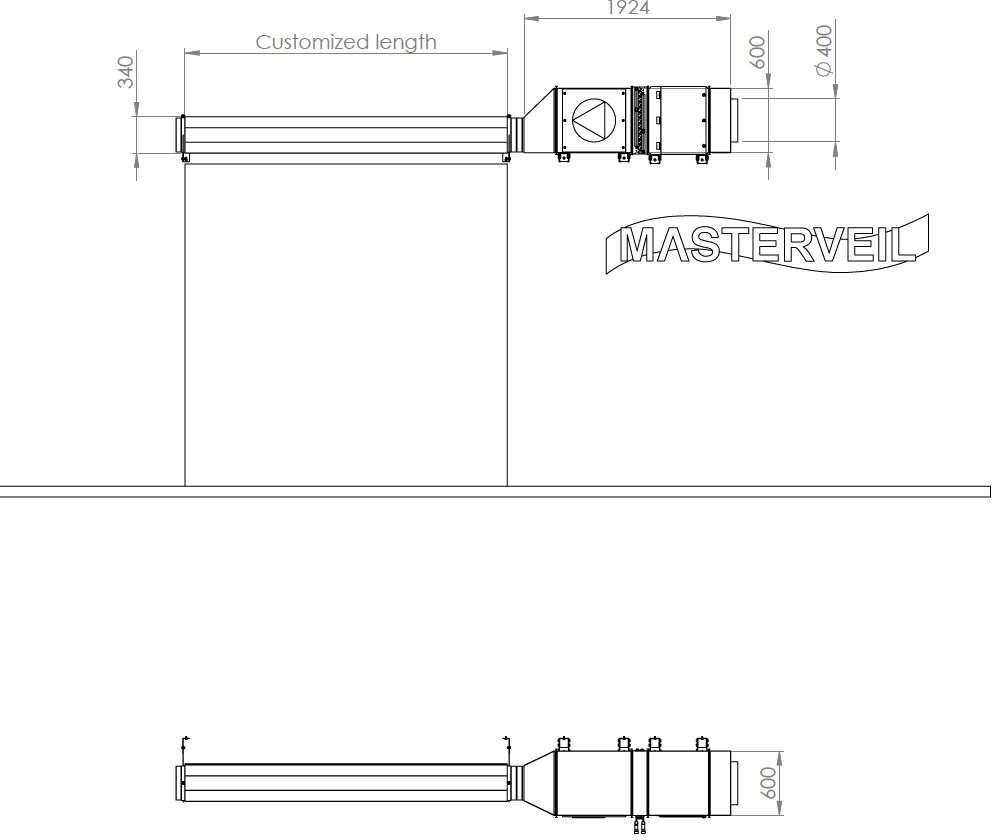 1924
Customized length
340
600
Ø 400
MASTERVEIL
600